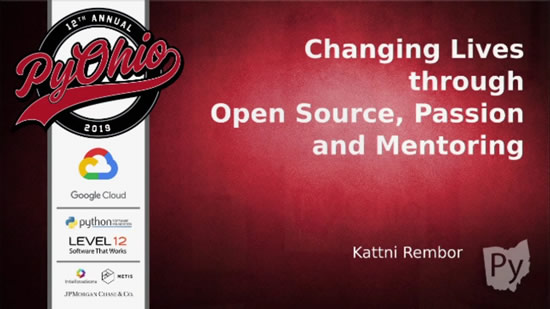 12TH ANNUAL
PyOhio
2019
Google Cloud
python
LEVEL 12
Software That Works
METIS
JPMORGAN CHASE & CO.
Changing Lives
through
Open Source, Passion
and Mentoring
Kattni Rembor
Py